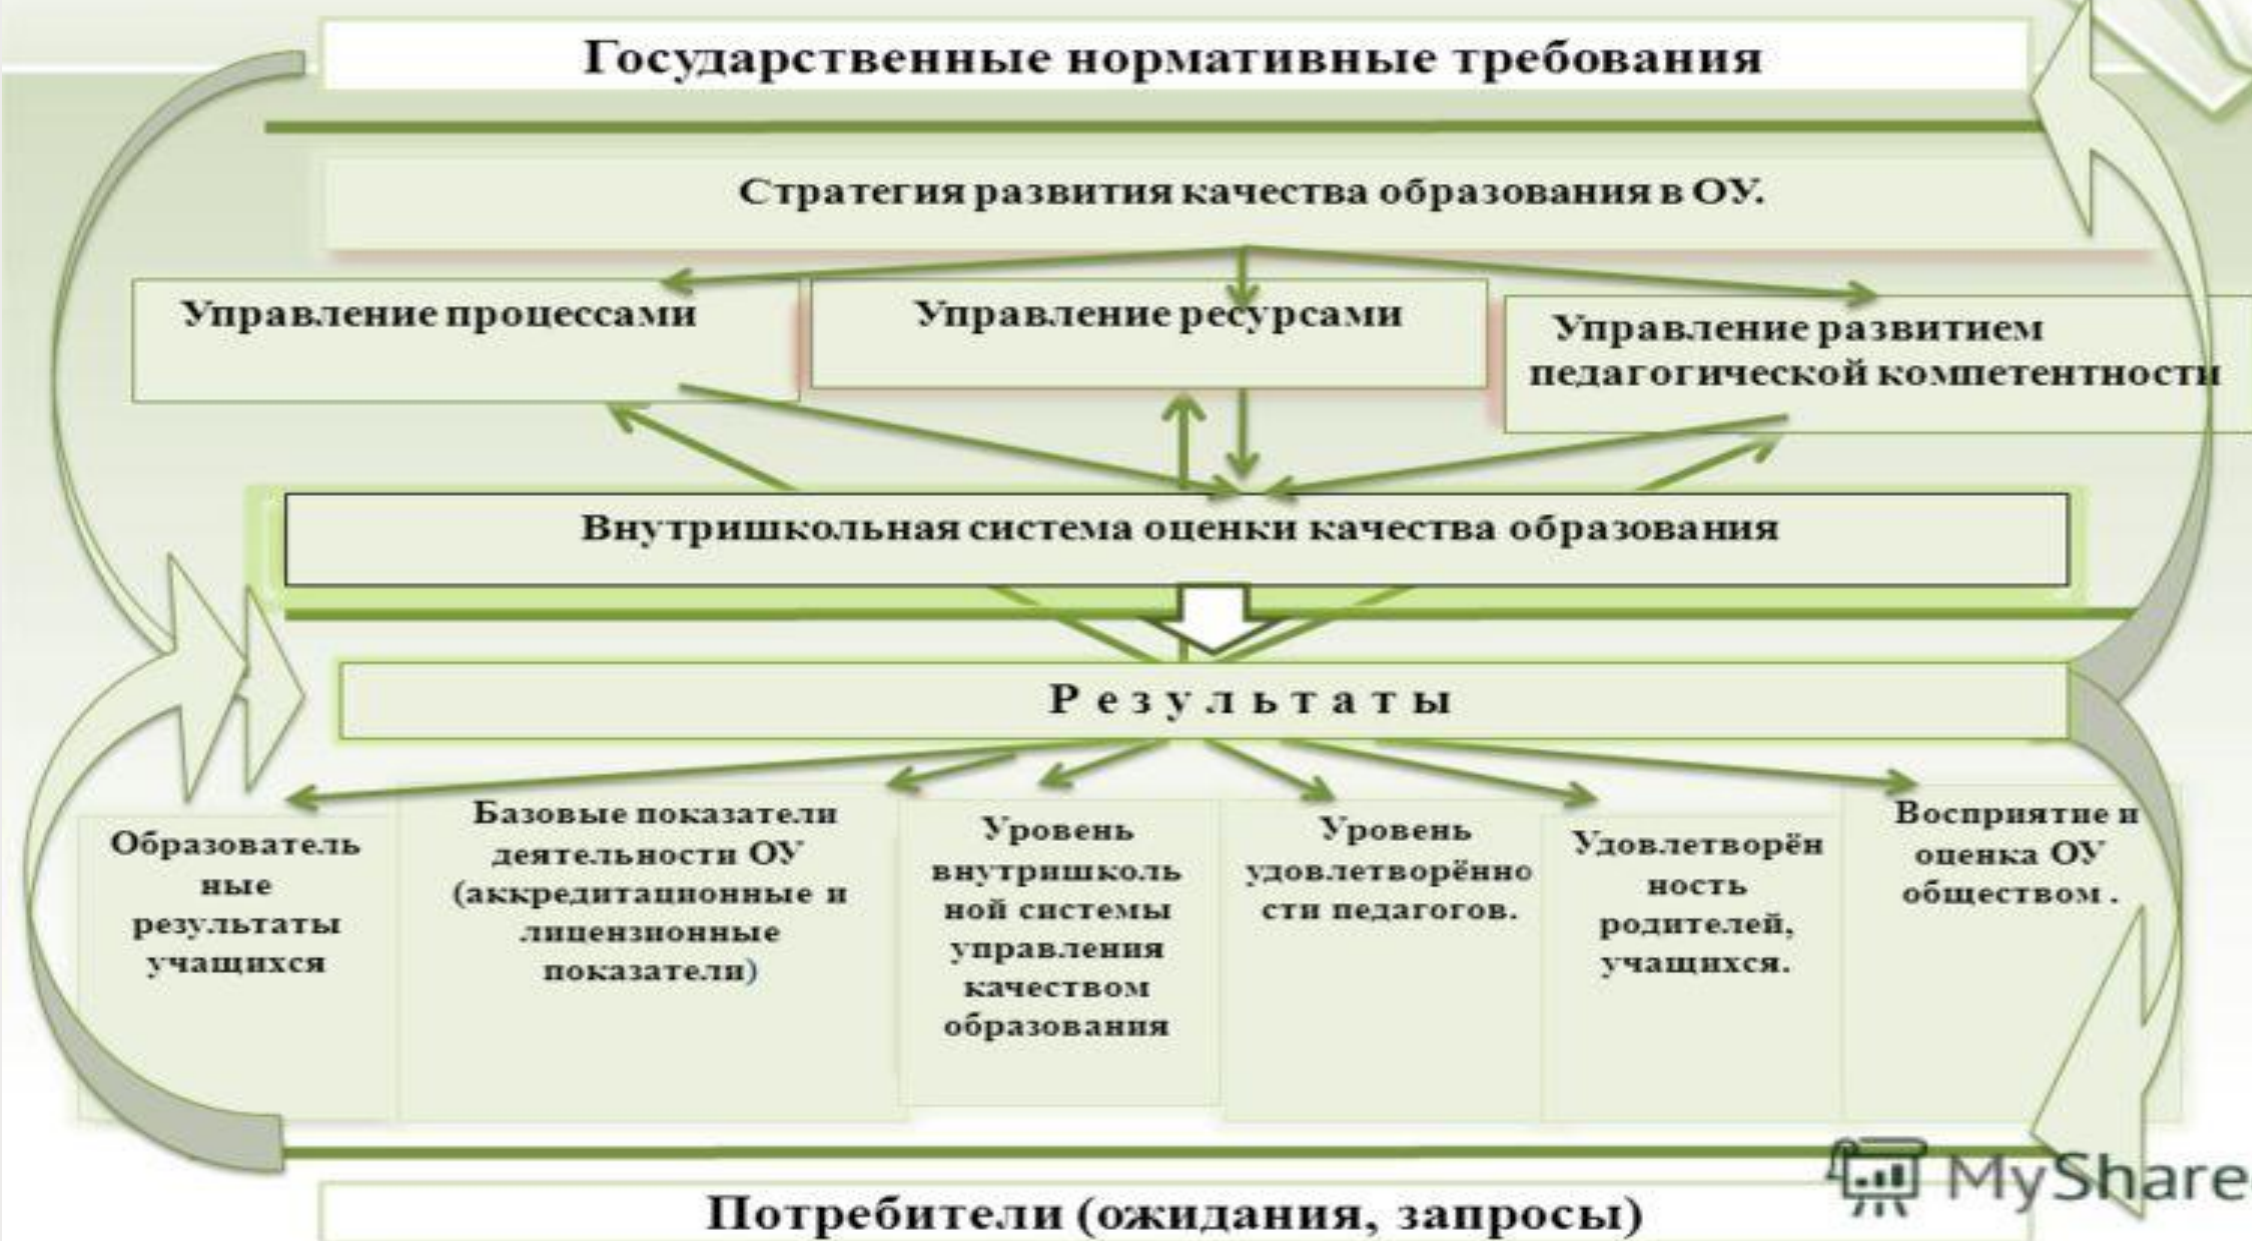 Государственные нормативные требования
Стратегия развития качества образования в ОУ.
Управление процессами
Управление ресурсами
Управление развитием
педагогической компетентности
Внутришкольная система оценки качества образования
Результаты
Образователь
ные
результаты
учащихся
Базовые показатели
деятельности ОУ
(аккредитационные и
лицензионные
показатели)
Уровень
внутришколь
ной системы
управления
качеством
образования
Уровень
удовлетворённо
сти педагогов.
Удовлетворён
ность
родителей,
учащихся.
Восприятие и
оценка ОУ
обществом .
MyShare
Потребители (ожидания, запросы)